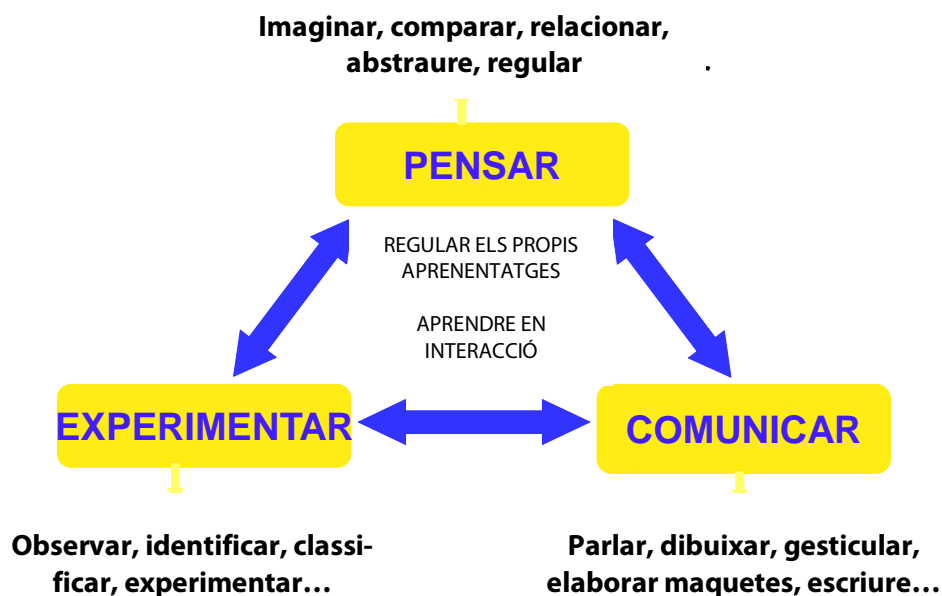 Imaginar, comparar, relacionar,
abstraure, regular .
PENSAR
REGULAR ELS PROPIS
APRENENTATGES
APRENDRE EN
INTERACCIÓ
EXPERIMENTAR
COMUNICAR
Observar, identificar, classi-
ficar, experimentar…
Parlar, dibuixar, gesticular,
elaborar maquetes, escriure…